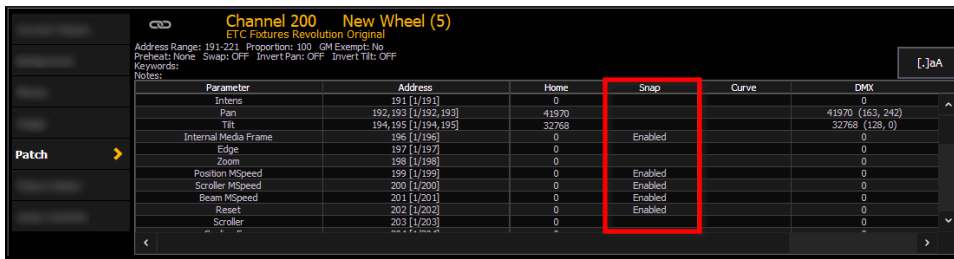 Channel 200 New Wheel (5)
ETC Fixtures Revolution Original
Address Range: 191-221 Proportion: 100 GM Exempt: No
Preheat: None Swap: OFF Invert Pan: OFF Invert Tilt: OFF
Keywords:
Notes:
[.]aA
Parameter Address Home Snap Curve DMX
Intens 191 [1/191] 0 0
Pan 192,193 [1/192,193] 41970 41970 (163, 242)
Tilt 194,195 [1/194,195] 32768 32768 (128, 0)
Internal Media Frame 196 [1/196] 0 Enabled 0
Edge 197 [1/197] 0 0
Zoom 198 [1/198] 0 0
Position MSpeed 199 [1/199] 0 Enabled 0
Scroller MSpeed 200 [1/200] 0 Enabled 0
Beam MSpeed 201 [1/201] 0 Enabled 0
Reset 202 [1/202] 0 Enabled 0
Scroller 203 [1/203] 0 0
Patch